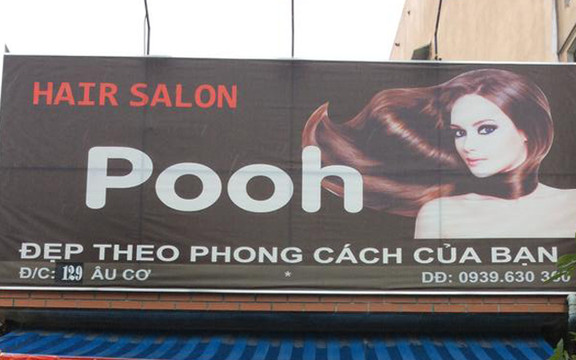 HAIR SALON
Pooh
ĐẸP THEO PHONG CÁCH CỦA BẠN
Đ/C: 129 ÂU CƠ * DĐ: 0939.630